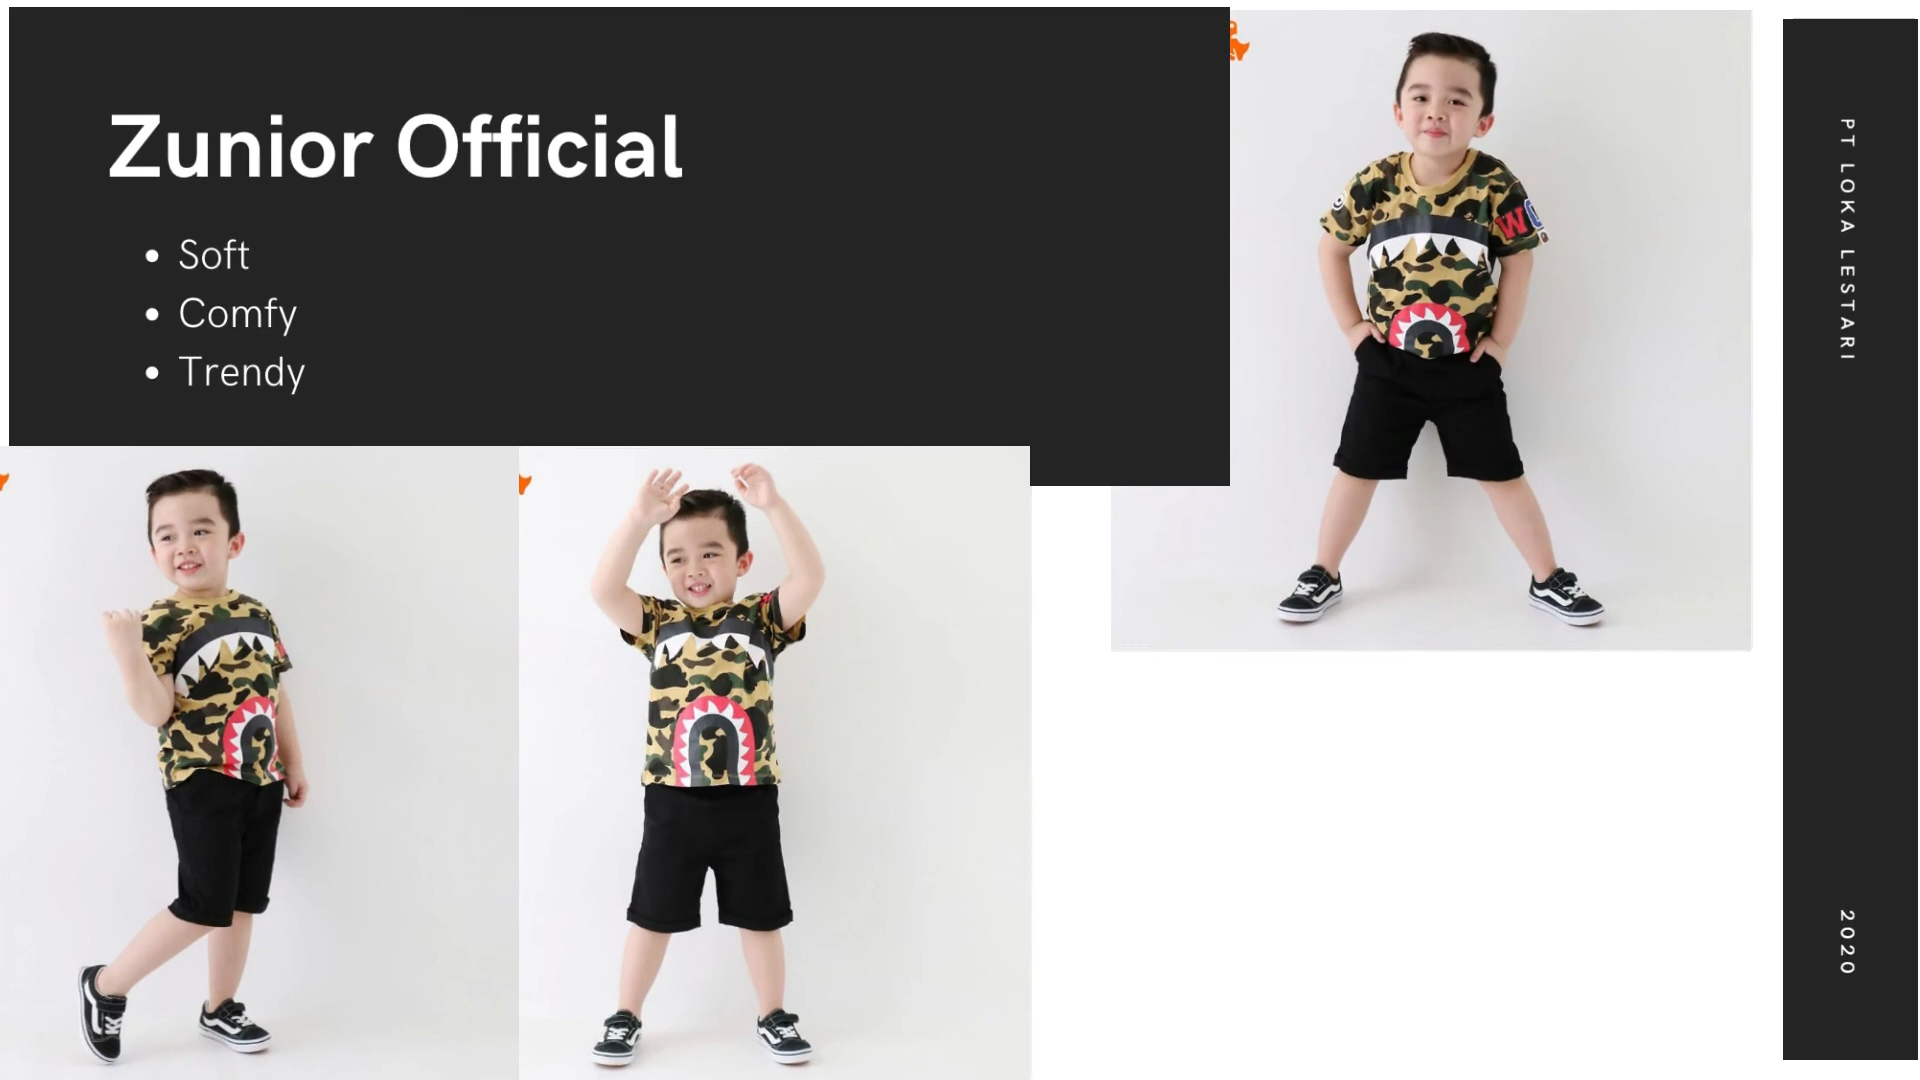 Zunior Official
• Soft
• Comfy
• Trendy
PT LOKA LESTARI
2020
W